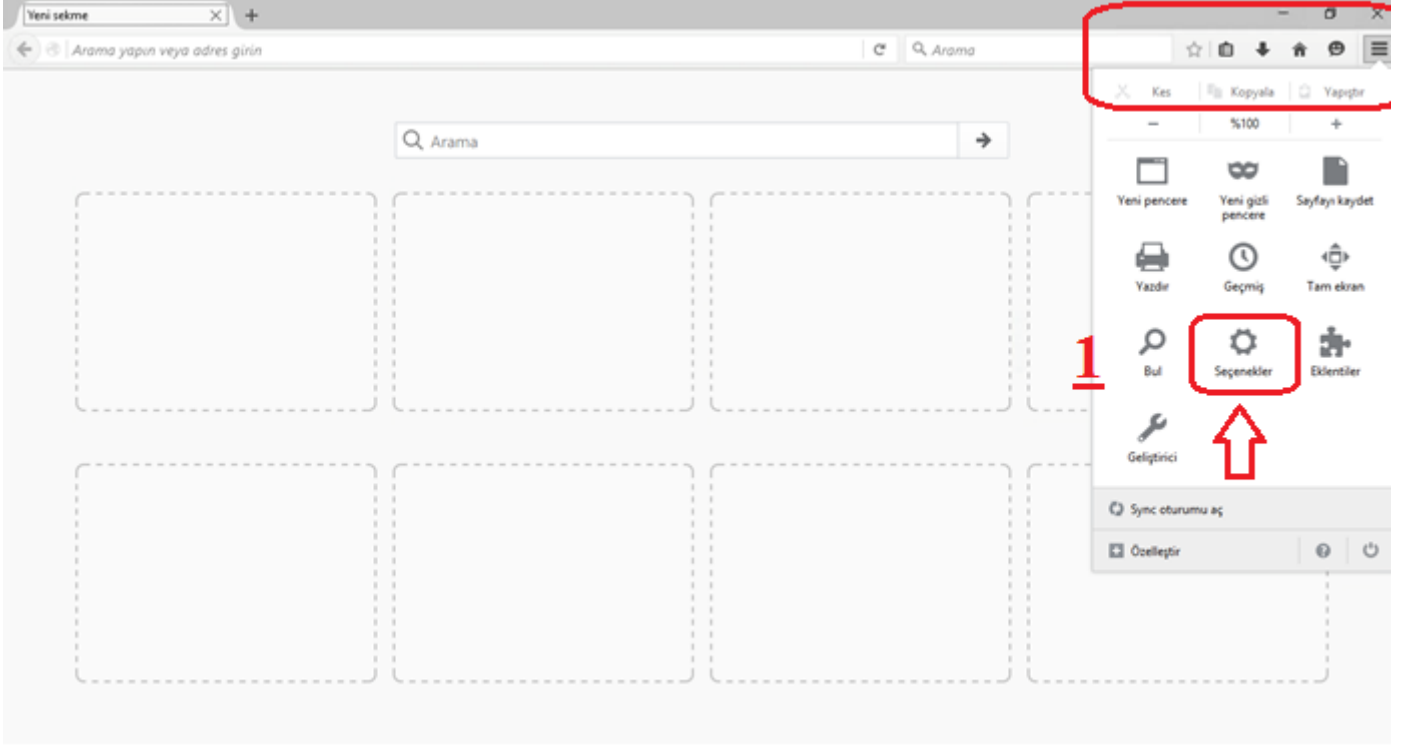 Yeni sekme
Arama yapın veya adres girin
Arama
Kes Kopyala Yapıştır
%100
Arama
Yeni pencere Yeni gizli pencere Sayfayı kaydet
Yazdır Geçmiş Tam ekran
1
Bul Seçenekler Eklentiler
Geliştirici
Sync oturumu aç
Özelleştir